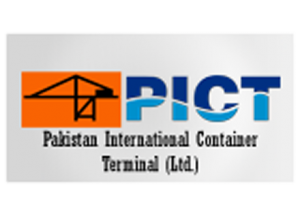 PICT
Pakistan International Container
Terminal (Ltd.)